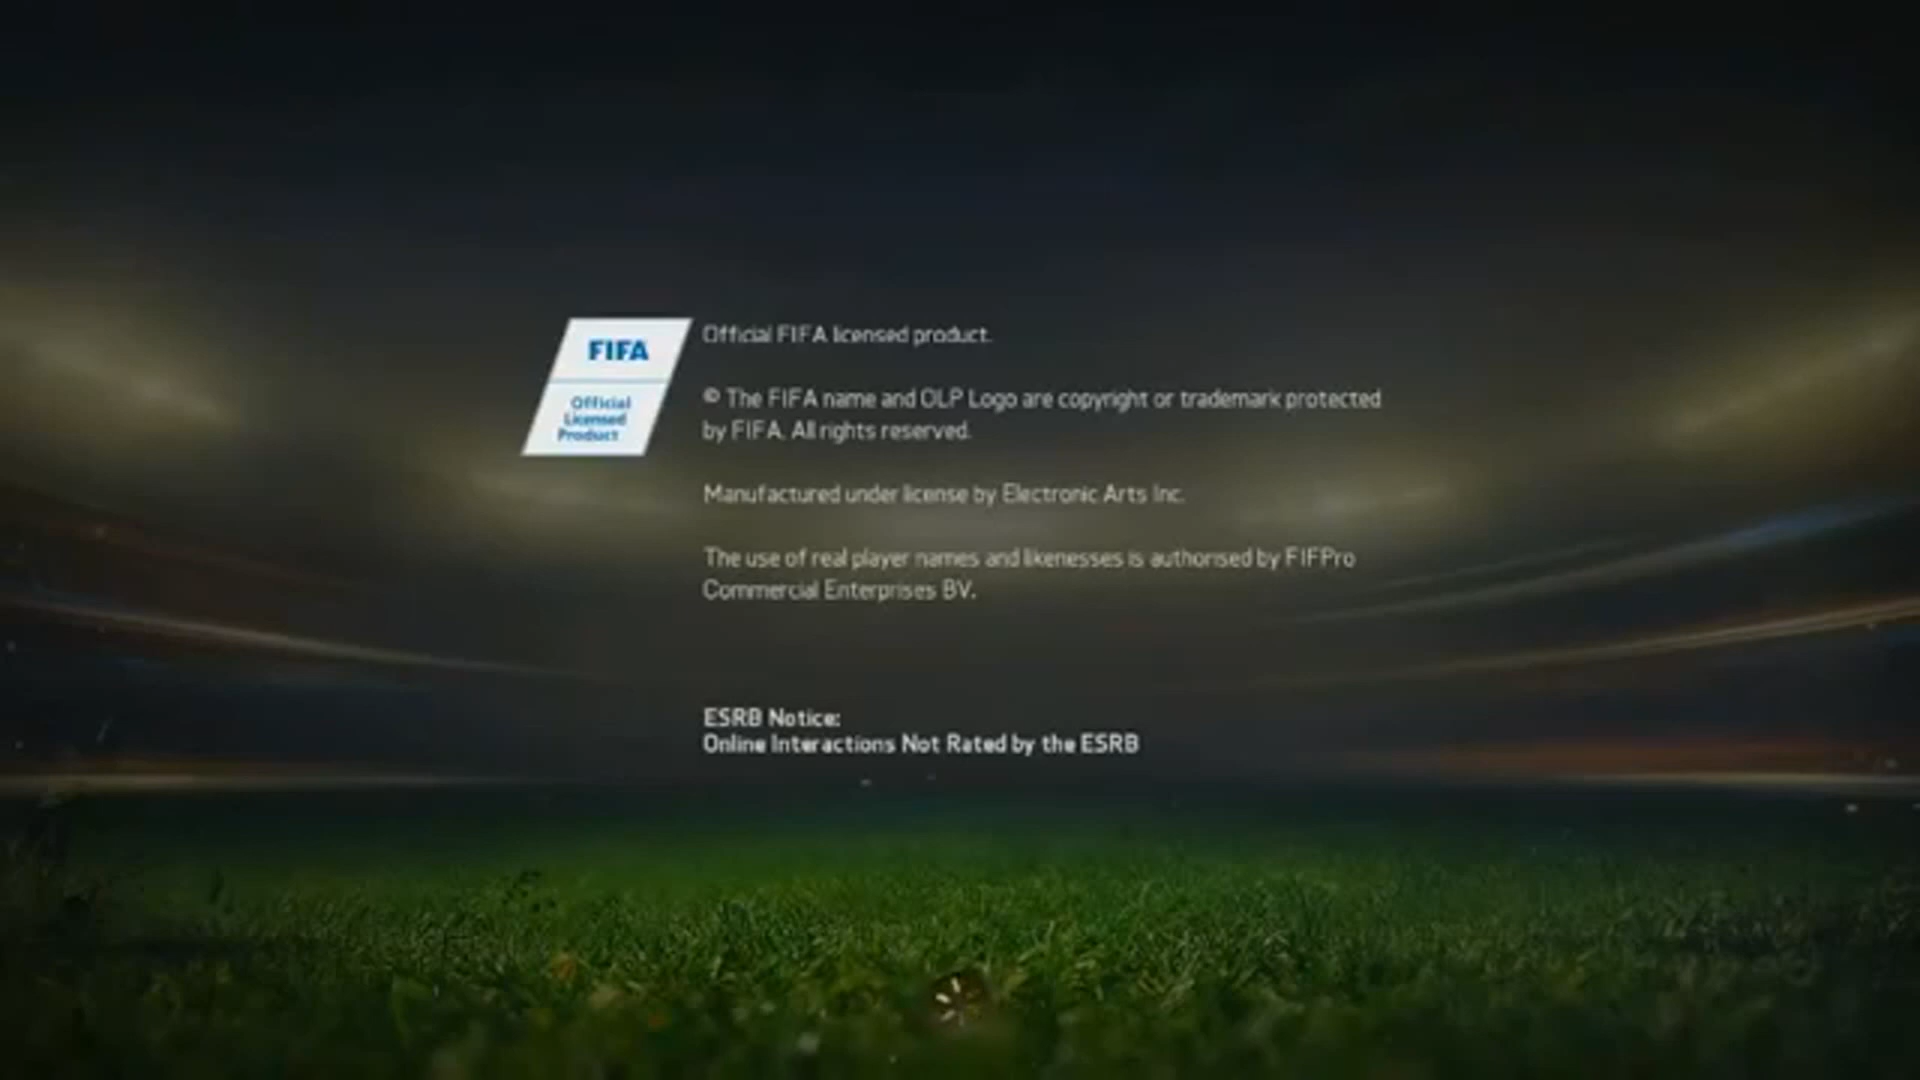 FIFA
Official
Licensed
Product
Official FIFA licensed product.
© The FIFA name and OLP Logo are copyright or trademark protected
by FIFA. All rights reserved.
Manufactured under license by Electronic Arts Inc.
The use of real player names and likenesses is authorised by FIFPro
Commercial Enterprises BV.
ESRB Notice:
Online Interactions Not Rated by the ESRB